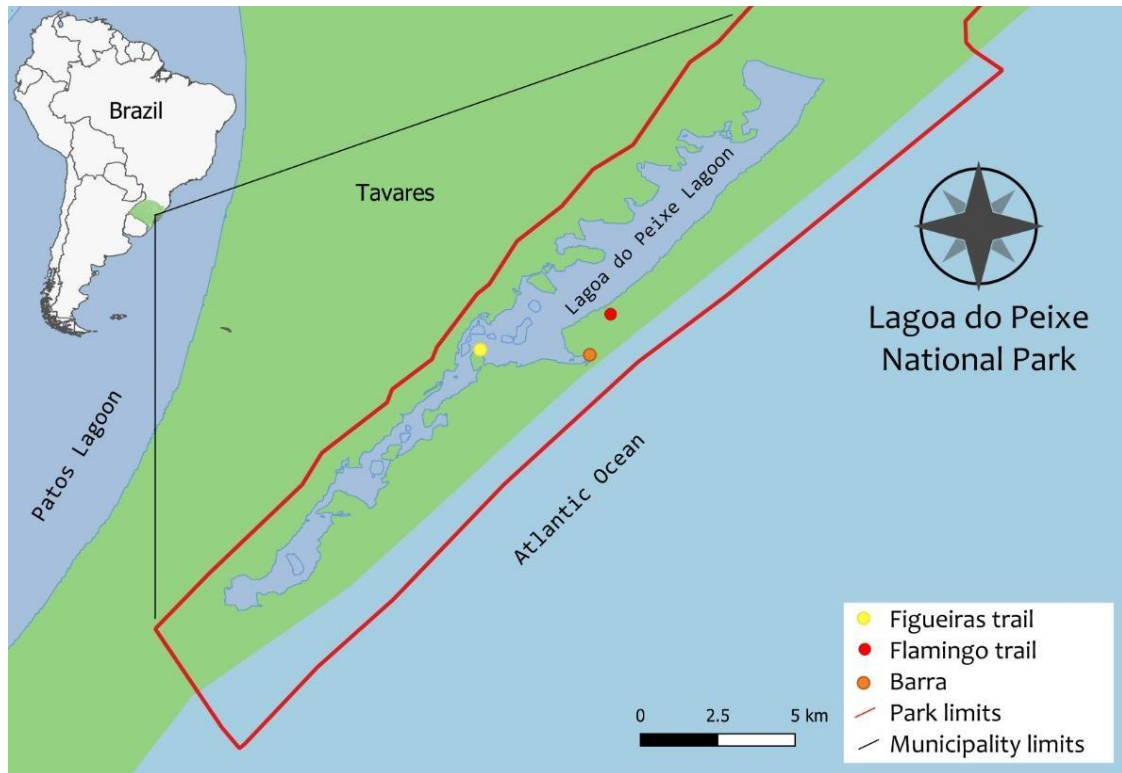 Brazil
Tavares
Lagoa do Peixe Lagoon
Lagoa do Peixe
National Park
Patos Lagoon
Atlantic Ocean
Figueiras trail
Flamingo trail
Barra
Park limits
Municipality limits
0 2.5 5 km